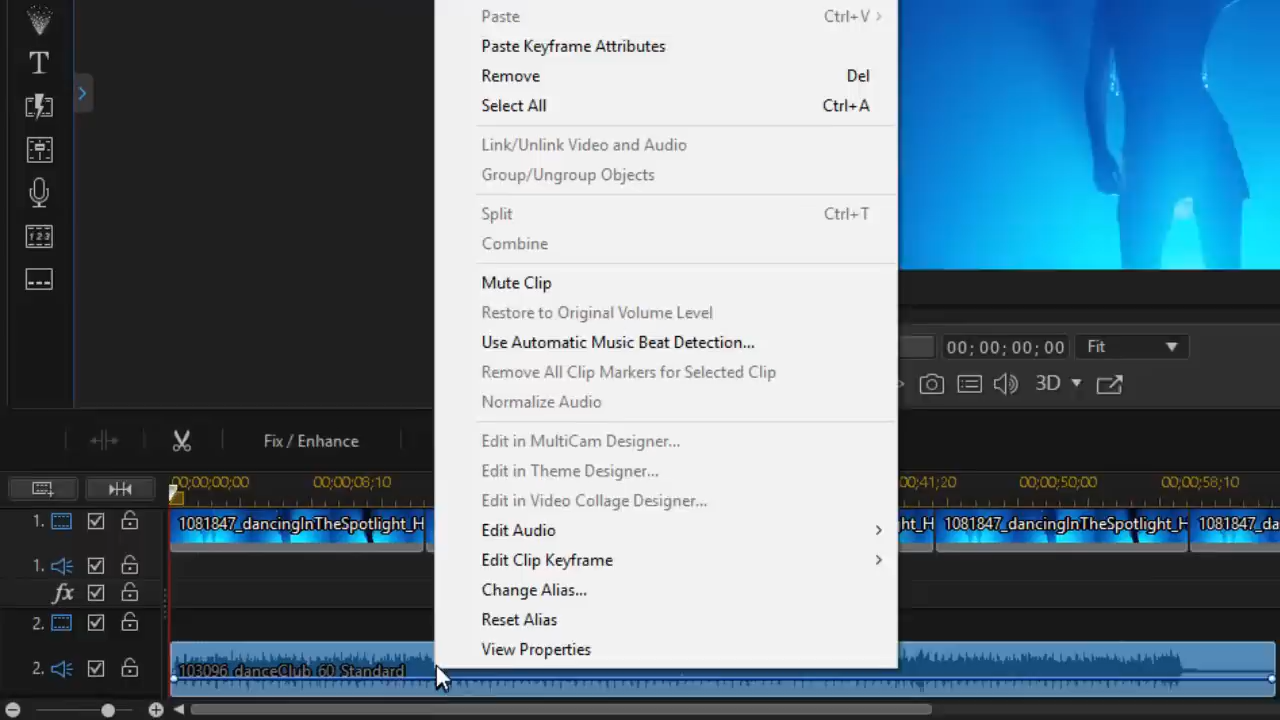 Paste Ctrl+V
Paste Keyframe Attributes
Remove Del
Select All Ctrl+A
Link/Unlink Video and Audio
Group/Ungroup Objects
Split Ctrl+T
Combine
Mute Clip
Restore to Original Volume Level
Use Automatic Music Beat Detection...
Remove All Clip Markers for Selected Clip
Normalize Audio
Edit in MultiCam Designer...
Edit in Theme Designer...
Edit in Video Collage Designer...
Edit Audio
Edit Clip Keyframe
Change Alias...
Reset Alias
View Properties
T
1 2 3
00; 00; 00; 00 Fit
3D
Fix / Enhance
00;00;00;00 00;00;08;10 00;41;20 00;00;50;00 00;00;58;10
1. 1081847_dancingInTheSpotlight_H ght_H 1081847_dancingInTheSpotlight_H 1081847_da
1.
fx
2.
2. 103096_danceClub_60_Standard